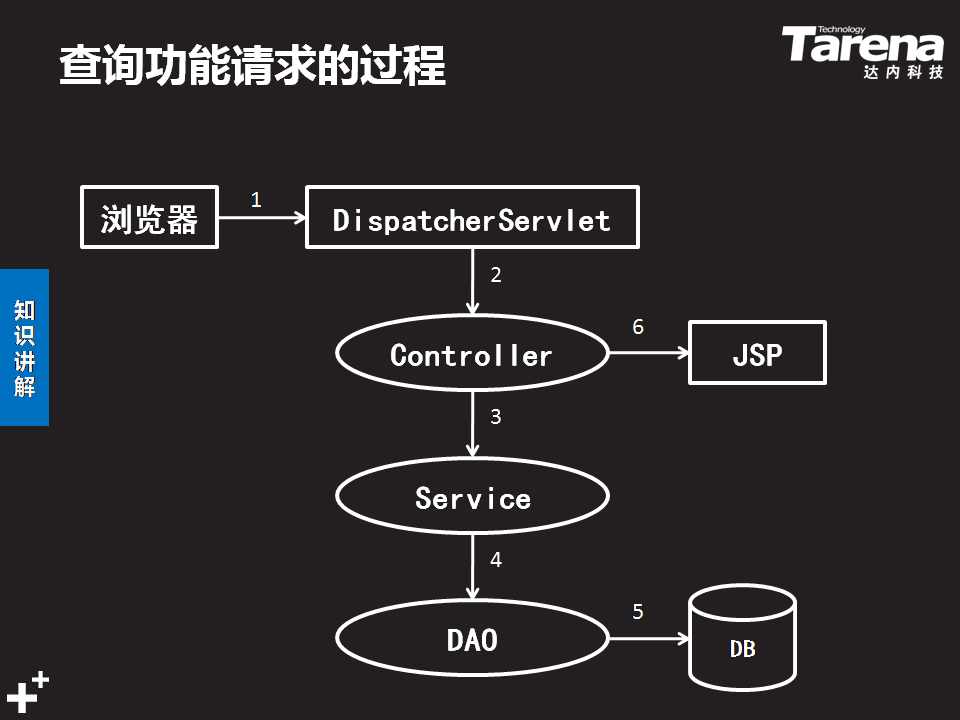 查询功能请求的过程
Technology
Tarena
达内科技
浏览器
1
DispatcherServlet
2
知识讲解
Controller
6
JSP
3
Service
4
DAO
5
DB